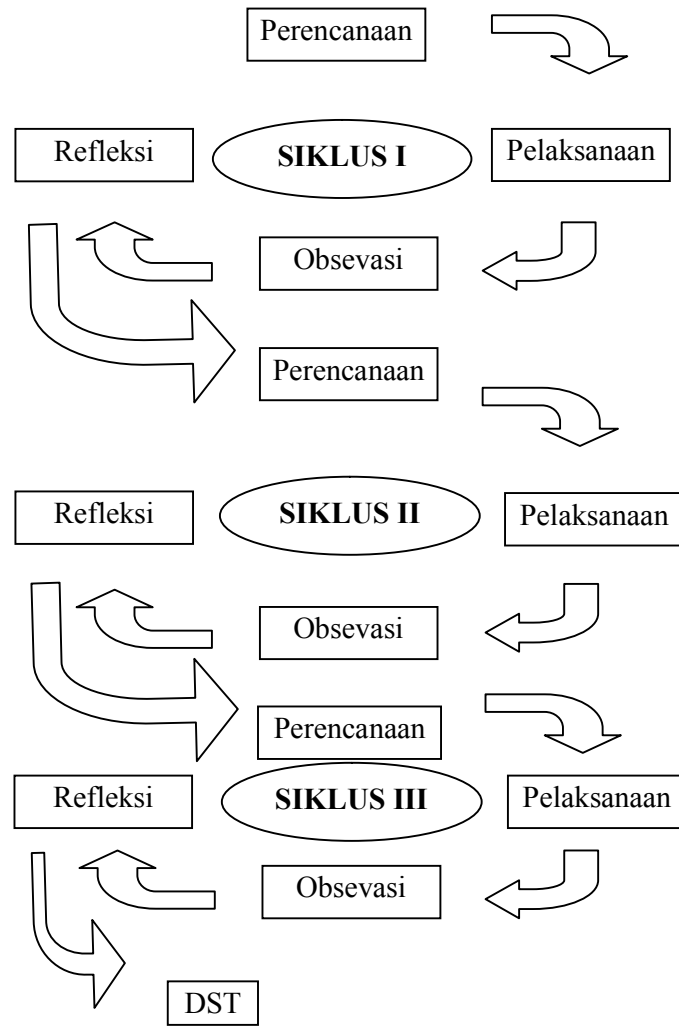 Perencanaan
Refleksi
SIKLUS I
Pelaksanaan
Obsevasi
Perencanaan
Refleksi
SIKLUS II
Pelaksanaan
Obsevasi
Perencanaan
Refleksi
SIKLUS III
Pelaksanaan
Obsevasi
DST